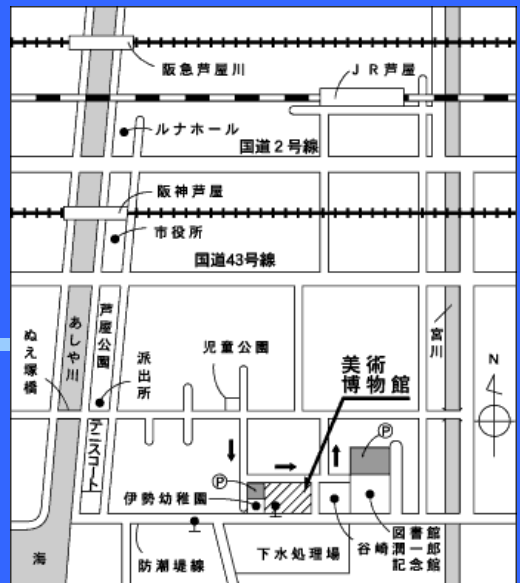 阪急芦屋川
JR芦屋
ルナホール
国道2号線
阪神芦屋
市役所
国道43号線
芦屋公園
あしや川
宮川
ぬえ塚橋
派出所
児童公園
美術
博物館
N
P
テニスコート
P
伊勢幼稚園
図書館
谷崎潤一郎
記念館
下水処理場
防潮堤線
海